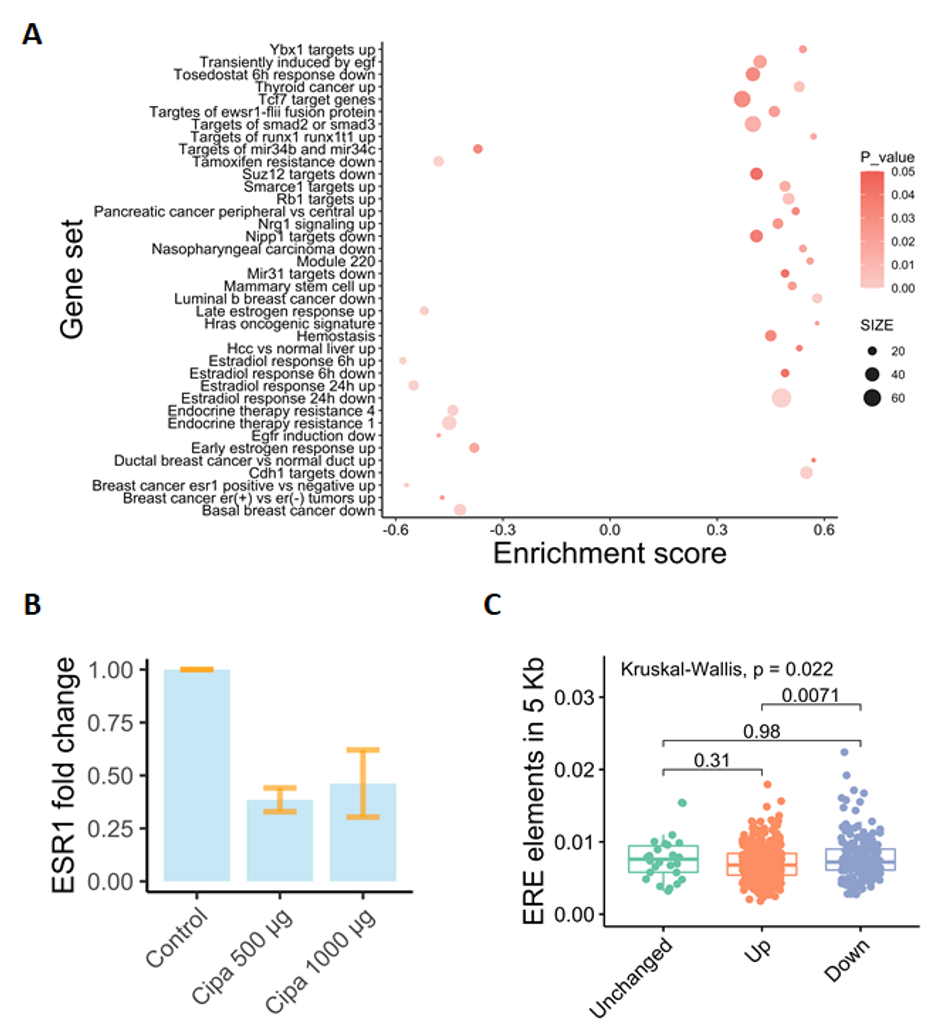 A
Gene set
Ybx1 targets up
Transiently induced by egf
Tosedostat 6h response down
Thyroid cancer up
Tcf7 target genes
Targtes of ewsr1-flii fusion protein
Targets of smad2 or smad3
Targets of runx1 runx1t1 up
Targets of mir34b and mir34c
Tamoxifen resistance down
Suz12 targets down
Smarce1 targets up
Rb1 targets up
Pancreatic cancer peripheral vs central up
Nrg1 signaling up
Nipp1 targets down
Nasopharyngeal carcinoma down
Module 220
Mir31 targets down
Mammary stem cell up
Luminal b breast cancer down
Late estrogen response up
Hras oncogenic signature
Hemostasis
Hcc vs normal liver up
Estradiol response 6h up
Estradiol response 6h down
Estradiol response 24h up
Estradiol response 24h down
Endocrine therapy resistance 4
Endocrine therapy resistance 1
Egfr induction dow
Early estrogen response up
Ductal breast cancer vs normal duct up
Cdh1 targets down
Breast cancer esr1 positive vs negative up
Breast cancer er(+) vs er(-) tumors up
Basal breast cancer down
-0.6 -0.3 0.0 0.3 0.6
Enrichment score
P_value
0.05
0.04
0.03
0.02
0.01
0.00
SIZE
20
40
60
B
ESR1 fold change
1.00
0.75
0.50
0.25
0.00
Control
Cipa 500 µg
Cipa 1000 µg
C
ERE elements in 5 Kb
0.03
0.02
0.01
0.00
Kruskal-Wallis, p = 0.022
0.0071
0.98
0.31
Unchanged
Up
Down